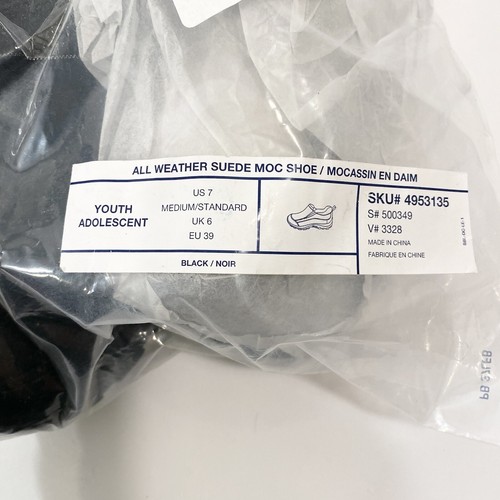 ALL WEATHER SUEDE MOC SHOE / MOCASSIN EN DAIM
YOUTH
ADOLESCENT
US 7
MEDIUM/STANDARD
UK 6
EU 39
BLACK / NOIR
SKU# 4953135
S# 500349
V# 3328
MADE IN CHINA
FABRIQUE EN CHINE